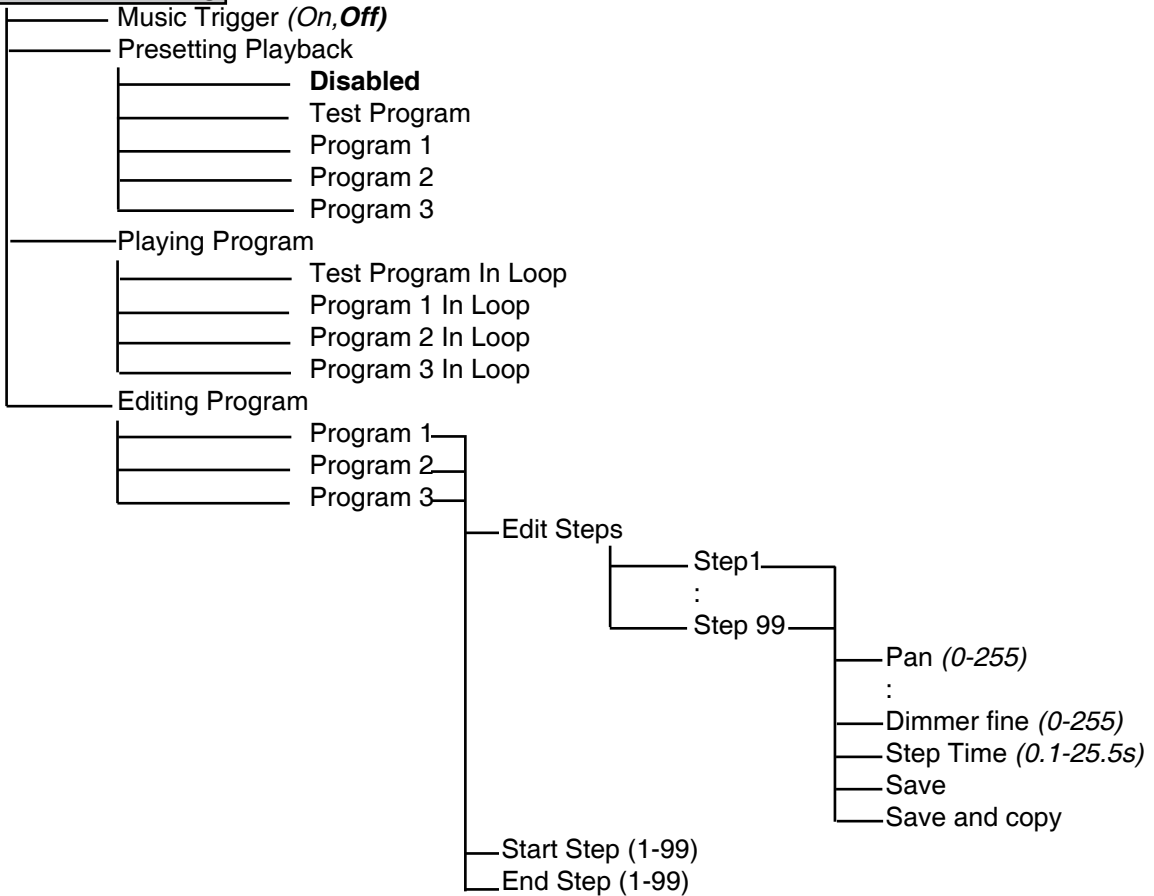 Music Trigger (On,Off)
Presetting Playback
Disabled
Test Program
Program 1
Program 2
Program 3
Playing Program
Test Program In Loop
Program 1 In Loop
Program 2 In Loop
Program 3 In Loop
Editing Program
Program 1
Program 2
Program 3
Edit Steps
Step1
:
Step 99
Pan (0-255)
:
Dimmer fine (0-255)
Step Time (0.1-25.5s)
Save
Save and copy
Start Step (1-99)
End Step (1-99)